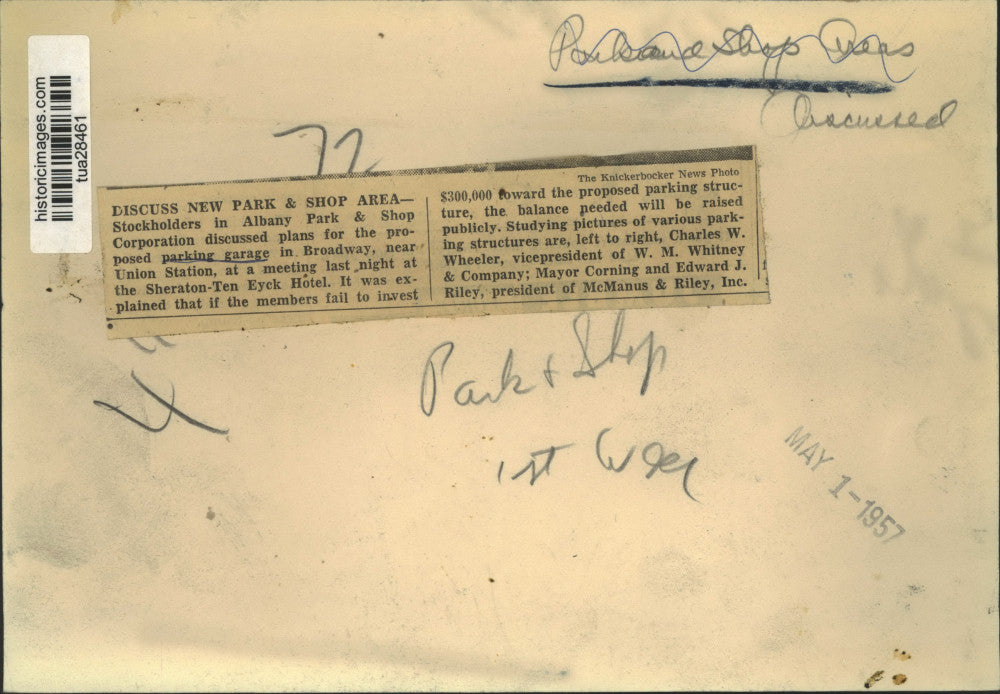 Park and Shop Areas
Discussed
historicimages.com
tua28461
72
The Knickerbocker News Photo
DISCUSS NEW PARK & SHOP AREA—
Stockholders in Albany Park & Shop
Corporation discussed plans for the pro-
posed parking garage in Broadway, near
Union Station, at a meeting last night at
the Sheraton-Ten Eyck Hotel. It was ex-
plained that if the members fail to invest
$300,000 toward the proposed parking struc-
ture, the balance needed will be raised
publicly. Studying pictures of various park-
ing structures are, left to right, Charles W.
Wheeler, vicepresident of W. M. Whitney
& Company; Mayor Corning and Edward J.
Riley, president of McManus & Riley, Inc.
Park & Shop
1st
MAY 1-1957